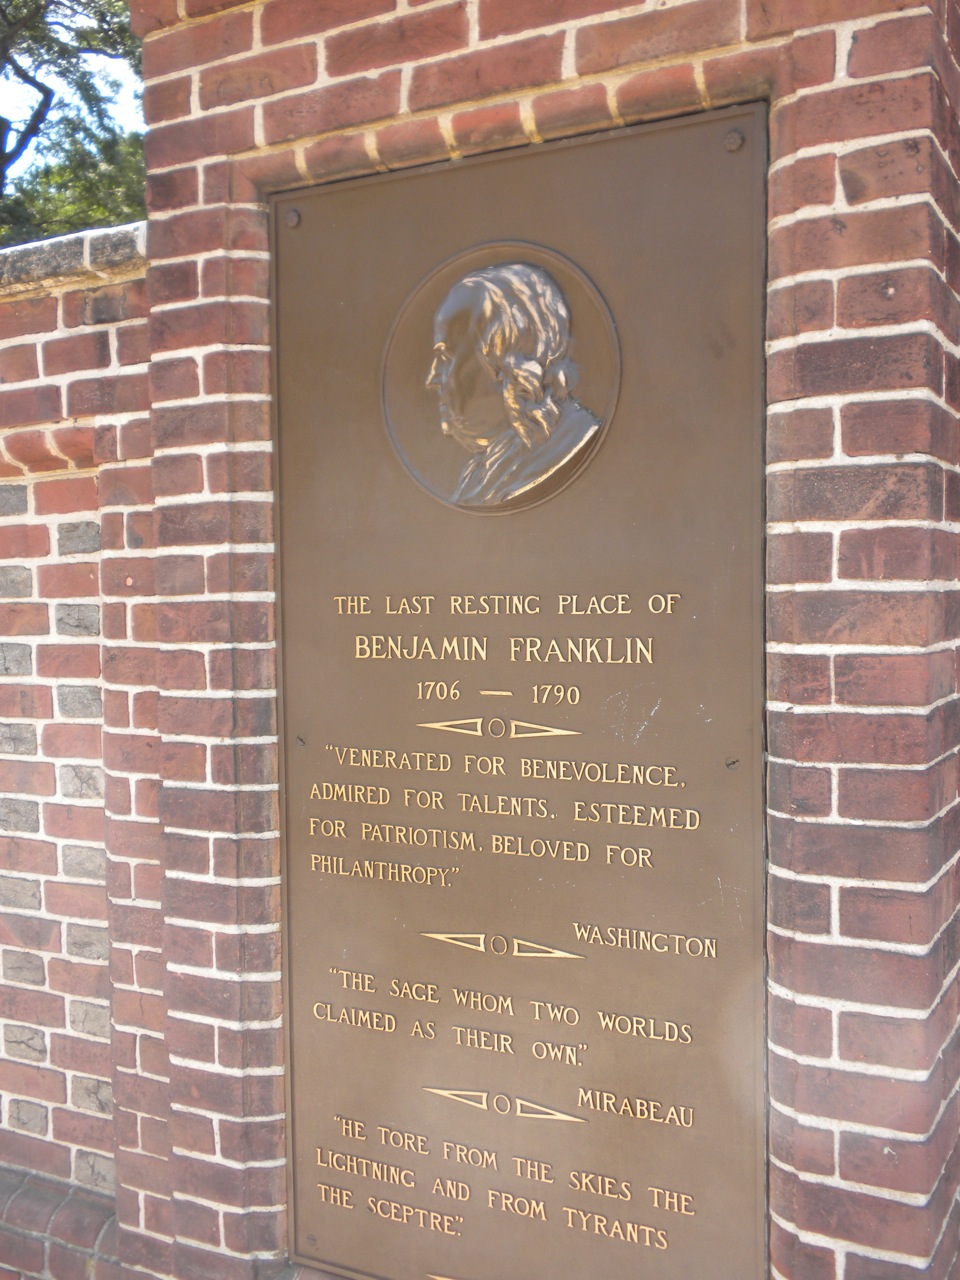 THE LAST RESTING PLACE OF
BENJAMIN FRANKLIN
1706 — 1790
"VENERATED FOR BENEVOLENCE,
ADMIRED FOR TALENTS, ESTEEMED
FOR PATRIOTISM, BELOVED FOR
PHILANTHROPY."
WASHINGTON
"THE SAGE WHOM TWO WORLDS
CLAIMED AS THEIR OWN."
MIRABEAU
"HE TORE FROM THE SKIES THE
LIGHTNING AND FROM TYRANTS
THE SCEPTRE."